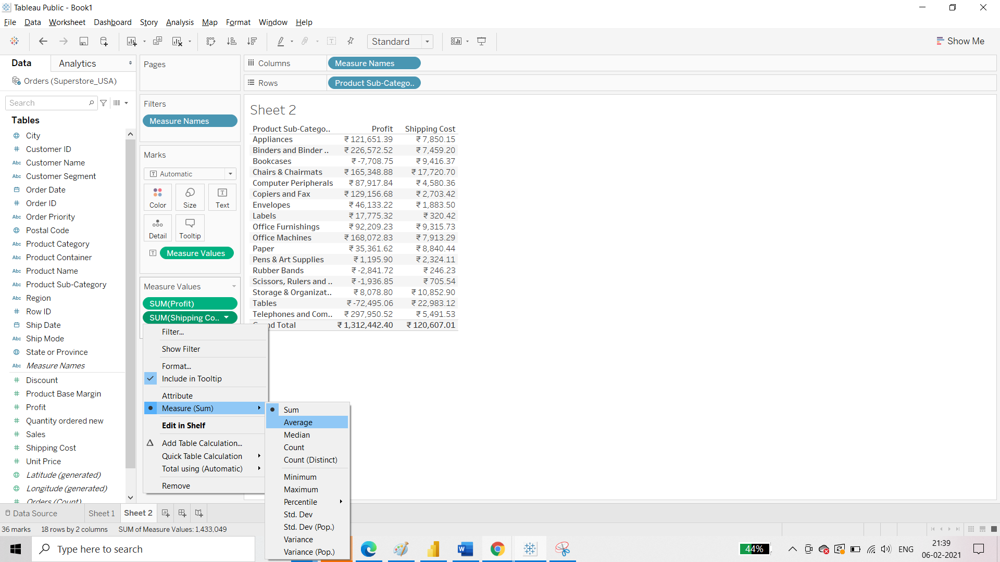 Tableau Public - Book1
File Data Worksheet Dashboard Story Analysis Map Format Window Help
Standard
Show Me
Data Analytics
Orders (Superstore_USA)
Search
Tables
City
Customer ID
Abc Customer Name
Abc Customer Segment
Order Date
Order ID
Abc Order Priority
Postal Code
Abc Product Category
Abc Product Container
Abc Product Name
Abc Product Sub-Category
Abc Region
Row ID
Ship Date
Abc Ship Mode
State or Province
Abc Measure Names
Discount
Product Base Margin
Profit
Quantity ordered new
Sales
Shipping Cost
Unit Price
Latitude (generated)
Longitude (generated)
Orders (Count)
Pages
Filters
Measure Names
Marks
Automatic
Color Size Text
Detail Tooltip
Measure Values
Measure Values
SUM(Profit)
SUM(Shipping Co..
Columns Measure Names
Rows Product Sub-Catego..
Sheet 2
Product Sub-Catego.. Profit Shipping Cost
Appliances ₹ 121,651.39 ₹ 7,850.15
Binders and Binder .. ₹ 226,572.52 ₹ 7,459.20
Bookcases ₹ -7,708.75 ₹ 9,416.37
Chairs & Chairmats ₹ 165,348.88 ₹ 17,720.70
Computer Peripherals ₹ 87,917.84 ₹ 4,580.36
Copiers and Fax ₹ 129,156.68 ₹ 2,703.42
Envelopes ₹ 46,133.22 ₹ 1,883.50
Labels ₹ 17,775.32 ₹ 320.42
Office Furnishings ₹ 92,209.23 ₹ 9,315.73
Office Machines ₹ 168,072.83 ₹ 7,913.29
Paper ₹ 35,361.62 ₹ 8,840.44
Pens & Art Supplies ₹ 1,195.90 ₹ 2,324.11
Rubber Bands ₹ -2,841.72 ₹ 246.23
Scissors, Rulers and .. ₹ -1,936.85 ₹ 705.54
Storage & Organizat.. ₹ 8,078.80 ₹ 10,852.90
Tables ₹ -72,495.06 ₹ 22,983.12
Telephones and Com.. ₹ 297,950.52 ₹ 5,491.53
nd Total ₹ 1,312,442.40 ₹ 120,607.01
Filter...
Show Filter
Format...
Include in Tooltip
Attribute
Measure (Sum)
Edit in Shelf
Add Table Calculation...
Quick Table Calculation
Total using (Automatic)
Remove
Sum
Average
Median
Count
Count (Distinct)
Minimum
Maximum
Percentile
Std. Dev
Std. Dev (Pop.)
Variance
Variance (Pop.)
Data Source Sheet 1 Sheet 2
36 marks 18 rows by 2 columns SUM of Measure Values: 1,433,049
Type here to search
44%
ENG
21:39
06-02-2021